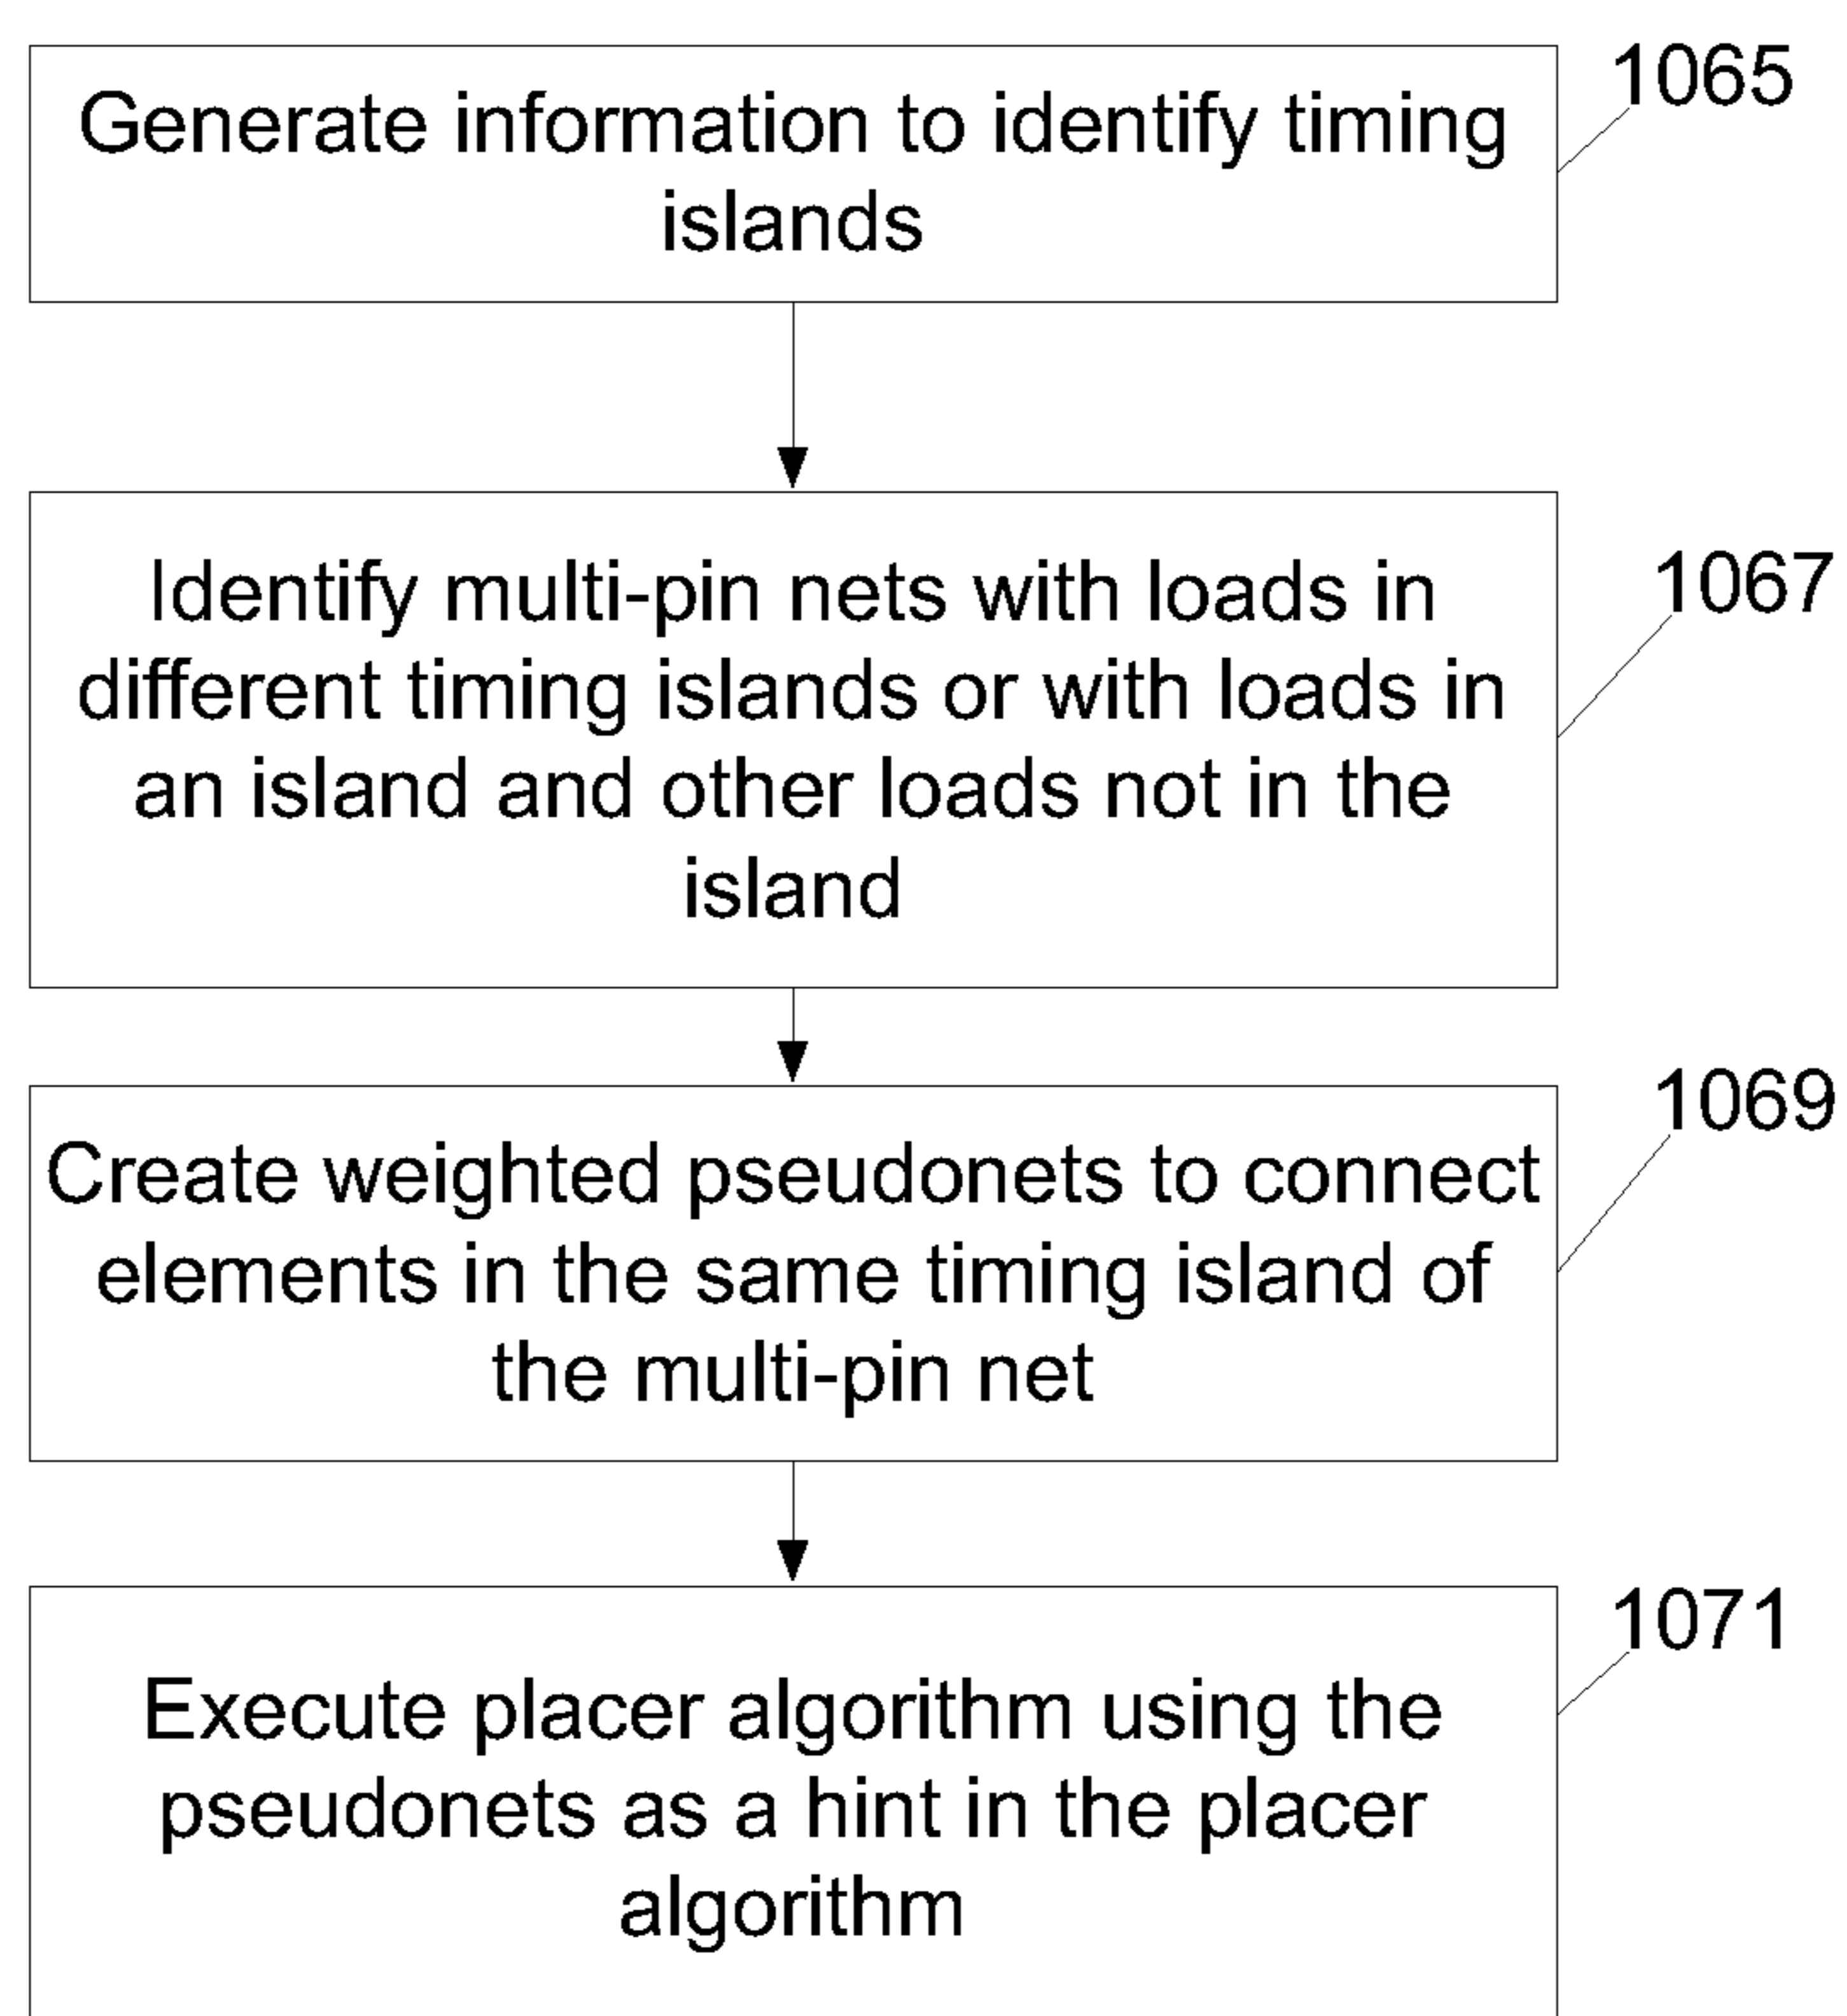 1065
Generate information to identify timing
islands
1067
Identify multi-pin nets with loads in
different timing islands or with loads in
an island and other loads not in the
island
1069
Create weighted pseudonets to connect
elements in the same timing island of
the multi-pin net
1071
Execute placer algorithm using the
pseudonets as a hint in the placer
algorithm